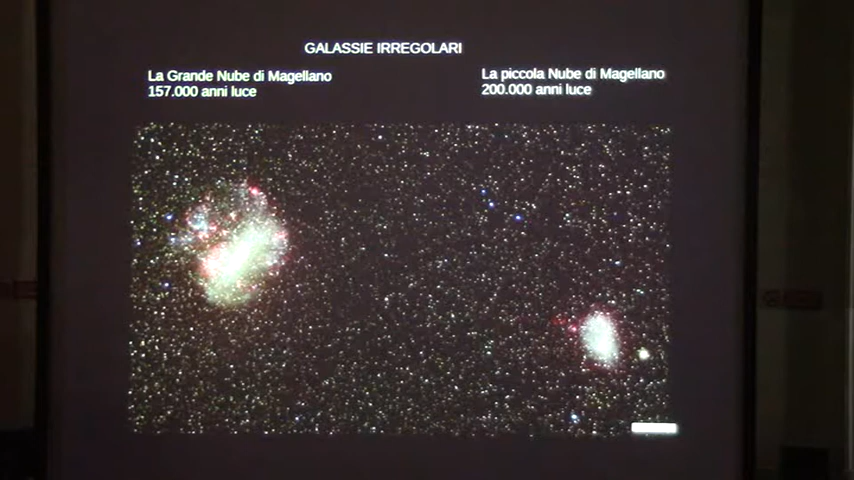 GALASSIE IRREGOLARI
La Grande Nube di Magellano
157.000 anni luce
La piccola Nube di Magellano
200.000 anni luce